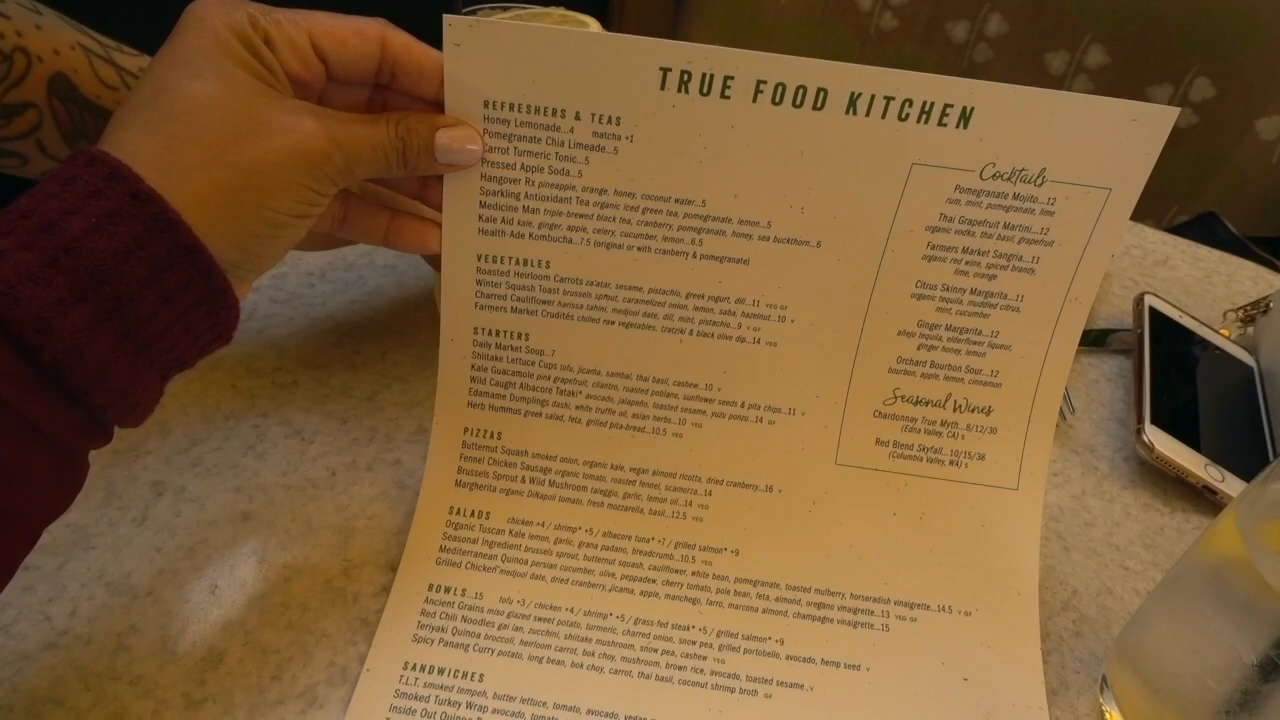 TRUE FOOD KITCHEN
REFRESHERS & TEAS
Honey Lemonade...4 matcha +1
Pomegranate Chia Limeade...5
Carrot Turmeric Tonic...5
Pressed Apple Soda...5
Hangover Rx pineapple, orange, honey, coconut water...5
Sparkling Antioxidant Tea organic iced green tea, pomegranate, lemon...5
Medicine Man triple-brewed black tea, cranberry, pomegranate, honey, sea buckthorn...6
Kale Aid kale, ginger, apple, celery, cucumber, lemon...6.5
Health-Ade Kombucha...7.5 (original or with cranberry & pomegranate)
VEGETABLES
Roasted Heirloom Carrots za'atar, sesame, pistachio, greek yogurt, dill...11 VEG GF
Winter Squash Toast brussels sprout, caramelized onion, lemon, saba, hazelnut...10 V
Charred Cauliflower harissa tahini, medjool date, dill, mint, pistachio...9 V GF
Farmers Market Crudités chilled raw vegetables, tzatziki & black olive dip...14 VEG
STARTERS
Daily Market Soup...7
Shiitake Lettuce Cups tofu, jicama, sambal, thai basil, cashew...10 V
Kale Guacamole pink grapefruit, cilantro, roasted poblano, sunflower seeds & pita chips...11 V
Wild Caught Albacore Tataki* avocado, jalapeño, toasted sesame, yuzu ponzu...14 GF
Edamame Dumplings dashi, white truffle oil, asian herbs...10 VEG
Herb Hummus greek salad, feta, grilled pita-bread...10.5 VEG
PIZZAS
Butternut Squash smoked onion, organic kale, vegan almond ricotta, dried cranberry...16 V
Fennel Chicken Sausage organic tomato, roasted fennel, scamorza...14
Brussels Sprout & Wild Mushroom taleggio, garlic, lemon oil...14 VEG
Margherita organic DiNapoli tomato, fresh mozzarella, basil...12.5 VEG
SALADS chicken +4 / shrimp* +5 / albacore tuna* +7 / grilled salmon* +9
Organic Tuscan Kale lemon, garlic, grana padano, breadcrumb...10.5 VEG
Seasonal Ingredient brussels sprout, butternut squash, cauliflower, white bean, pomegranate, toasted mulberry, horseradish vinaigrette...14.5 V GF
Mediterranean Quinoa persian cucumber, olive, peppadew, cherry tomato, pole bean, feta, almond, oregano vinaigrette...13 VEG GF
Grilled Chicken medjool date, dried cranberry, jicama, apple, manchego, farro, marcona almond, champagne vinaigrette...15
BOWLS...15 tofu +3 / chicken +4 / shrimp* +5 / grass-fed steak* +5 / grilled salmon* +9
Ancient Grains miso glazed sweet potato, turmeric, charred onion, snow pea, grilled portobello, avocado, hemp seed V
Red Chili Noodles gai lan, zucchini, shiitake mushroom, snow pea, cashew VEG
Teriyaki Quinoa broccoli, heirloom carrot, bok choy, mushroom, brown rice, avocado, toasted sesame V
Spicy Panang Curry potato, long bean, bok choy, carrot, thai basil, coconut shrimp broth GF
SANDWICHES
T.L.T. smoked tempeh, butter lettuce, tomato, avocado, vegan
Smoked Turkey Wrap avocado,
Inside Out
Cocktails
Pomegranate Mojito...12
rum, mint, pomegranate, lime
Thai Grapefruit Martini...12
organic vodka, thai basil, grapefruit
Farmers Market Sangria...11
organic red wine, spiced brandy,
lime, orange
Citrus Skinny Margarita...11
organic tequila, muddled citrus,
mint, cucumber
Ginger Margarita...12
añejo tequila, elderflower liqueur,
ginger honey, lemon
Orchard Bourbon Sour...12
bourbon, apple, lemon, cinnamon
Seasonal Wines
Chardonnay True Myth...8/12/30
(Edna Valley, CA) s
Red Blend Skyfall...10/15/38
(Columbia Valley, WA) s